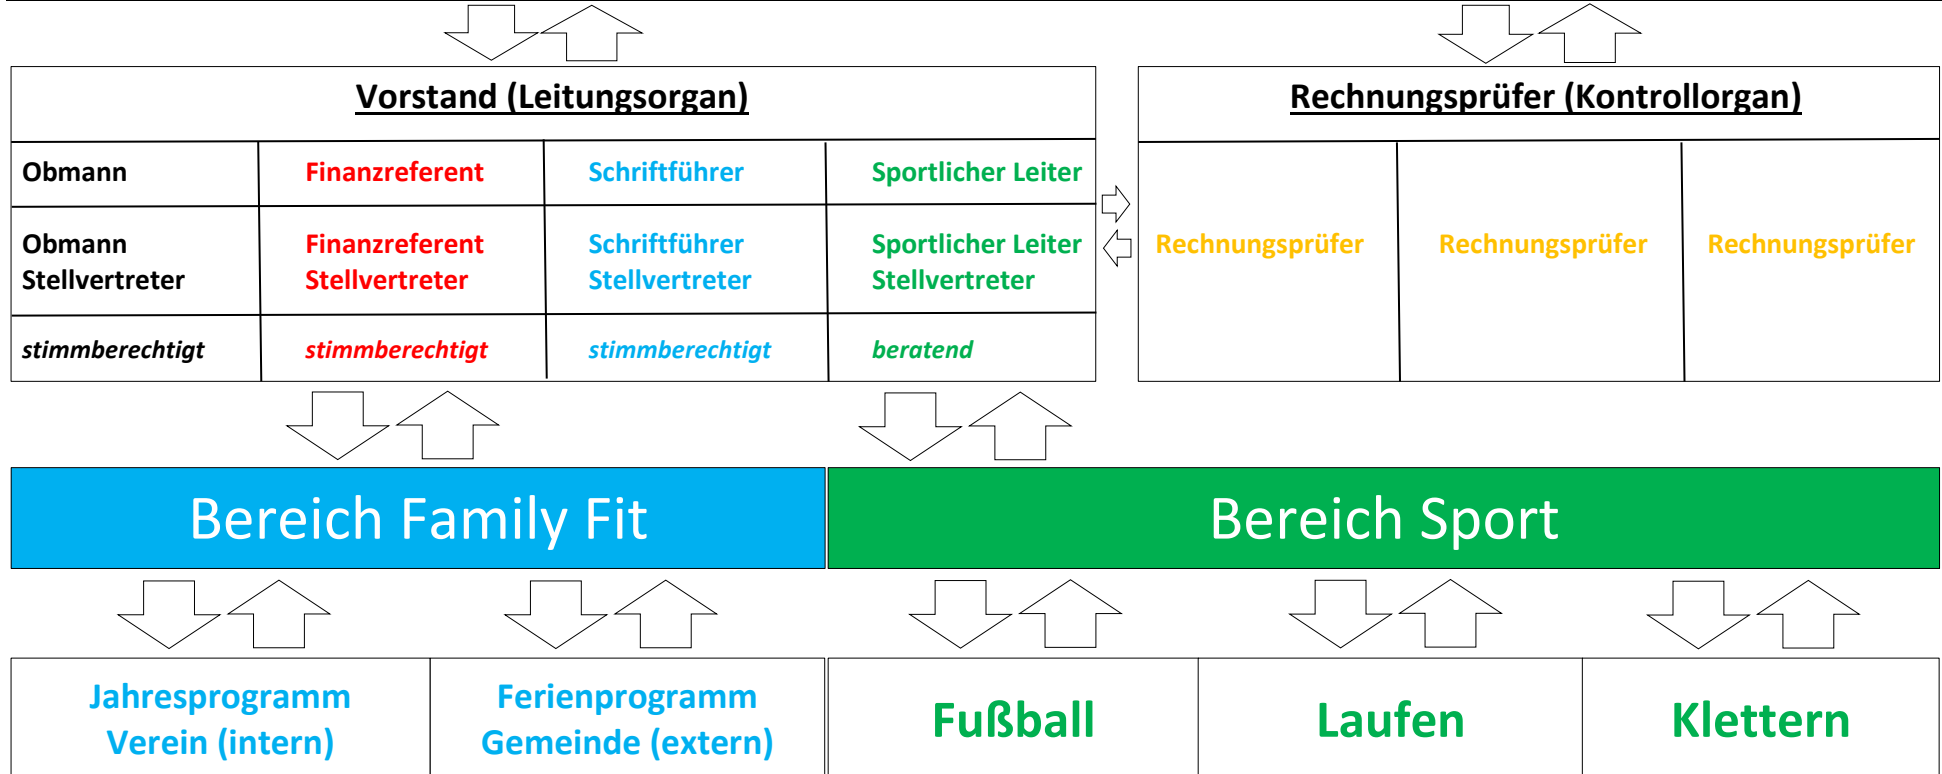 Vorstand (Leitungsorgan)
Rechnungsprüfer (Kontrollorgan)
Obmann
Finanzreferent
Schriftführer
Sportlicher Leiter
Obmann
Stellvertreter
Finanzreferent
Stellvertreter
Schriftführer
Stellvertreter
Sportlicher Leiter
Stellvertreter
Rechnungsprüfer
Rechnungsprüfer
Rechnungsprüfer
stimmberechtigt
stimmberechtigt
stimmberechtigt
beratend
Bereich Family Fit
Bereich Sport
Jahresprogramm
Verein (intern)
Ferienprogramm
Gemeinde (extern)
Fußball
Laufen
Klettern